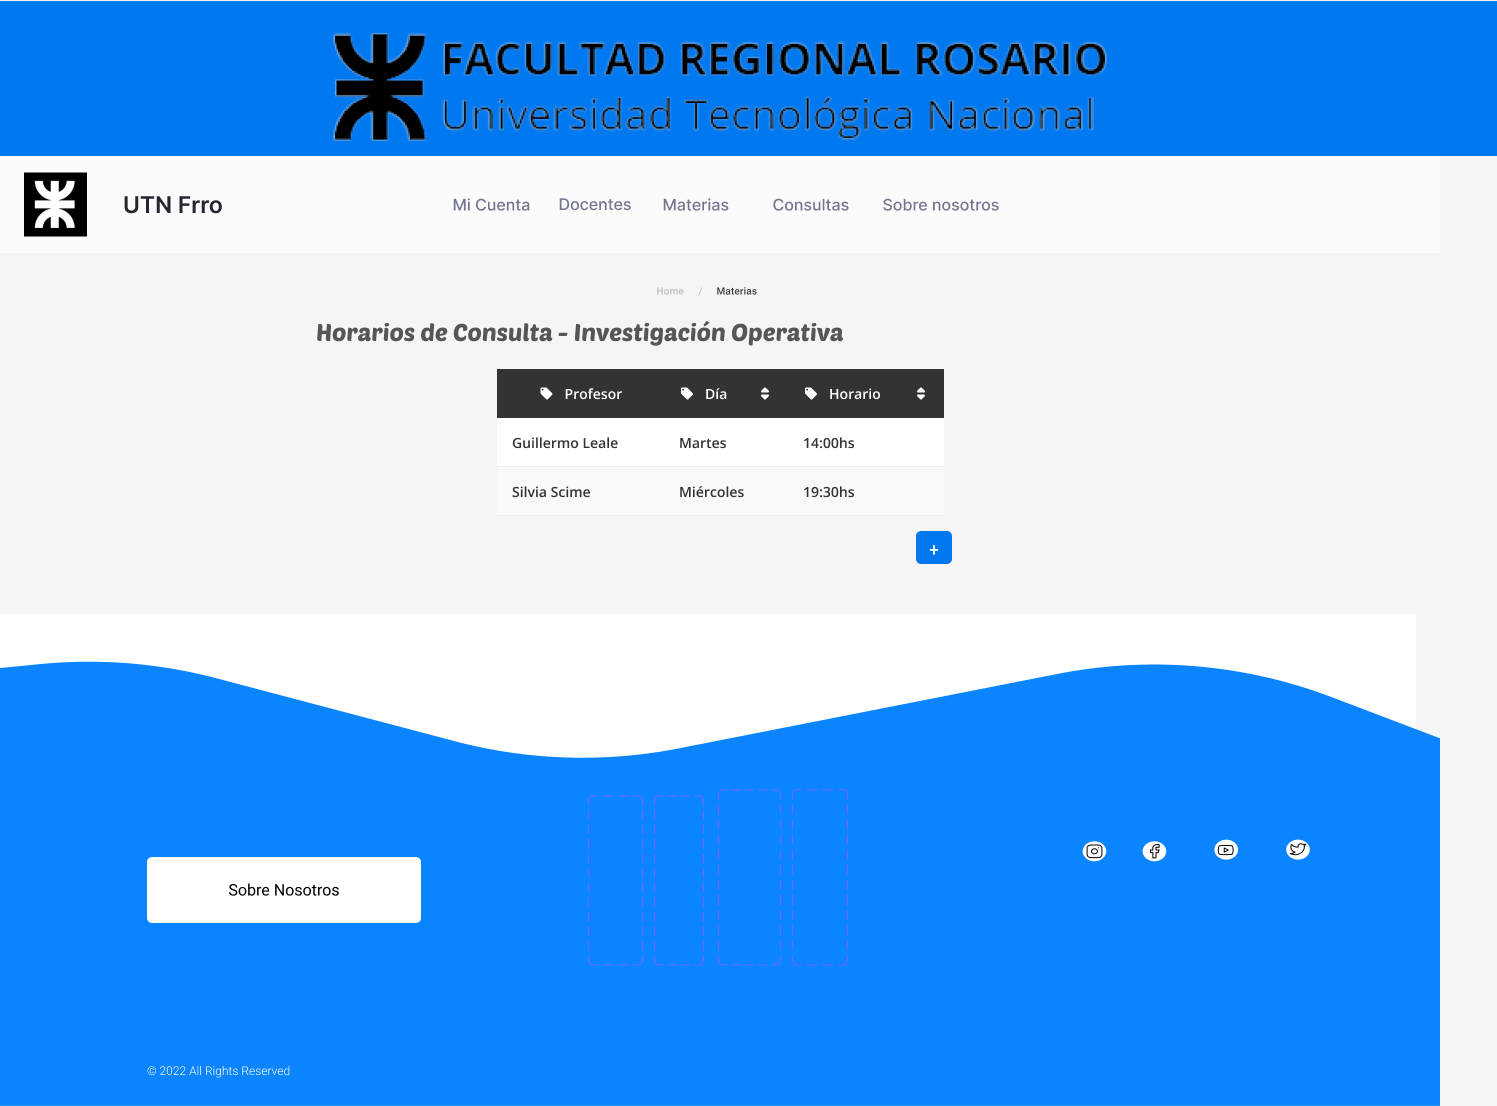 FACULTAD REGIONAL ROSARIO
Universidad Tecnológica Nacional
UTN Frro
Mi Cuenta Docentes Materias Consultas Sobre nosotros
Home / Materias
Horarios de Consulta - Investigación Operativa
Profesor Día Horario
Guillermo Leale Martes 14:00hs
Silvia Scime Miércoles 19:30hs
+
Sobre Nosotros
© 2022 All Rights Reserved